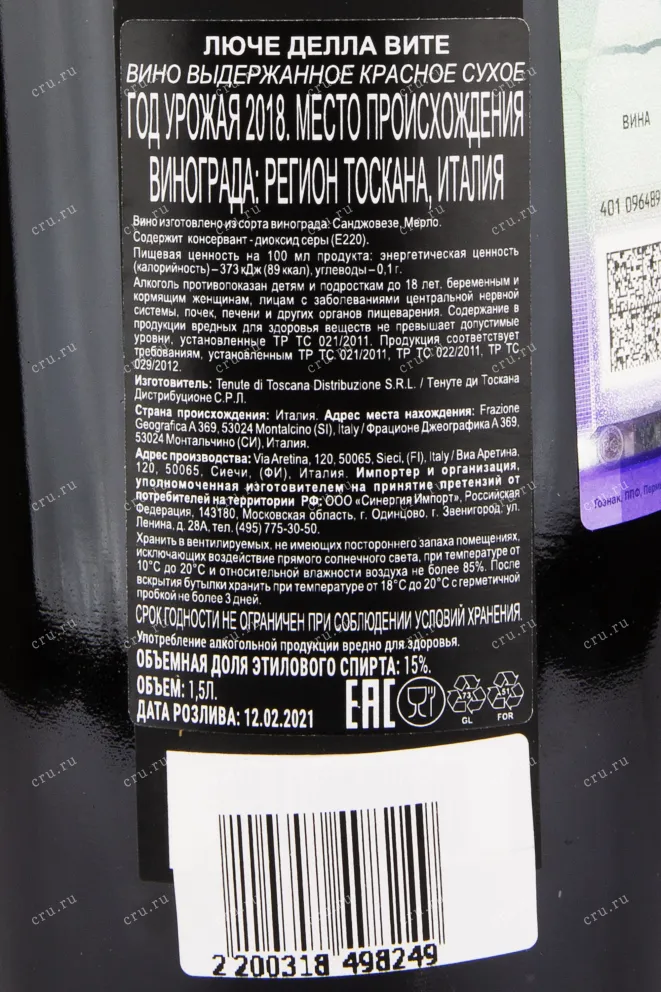 ЛЮЧЕ ДЕЛЛА ВИТЕ
ВИНО ВЫДЕРЖАННОЕ КРАСНОЕ СУХОЕ
ГОД УРОЖАЯ 2018. МЕСТО ПРОИСХОЖДЕНИЯ
ВИНОГРАДА: РЕГИОН ТОСКАНА, ИТАЛИЯ
Вино изготовлено из сорта винограда: Санджовезе, Мерло.
Содержит консервант - диоксид серы (Е220).
Пищевая ценность на 100 мл продукта: энергетическая ценность
(калорийность) – 373 кДж (89 ккал), углеводы – 0,1 г.
Алкоголь противопоказан детям и подросткам до 18 лет, беременным и
кормящим женщинам, лицам с заболеваниями центральной нервной
системы, почек, печени и других органов пищеварения. Содержание в
продукции вредных для здоровья веществ не превышает допустимые
уровни, установленные ТР ТС 021/2011. Продукция соответствует
требованиям, установленным ТР ТС 021/2011, ТР ТС 022/2011, ТР ТС
029/2012.
Изготовитель: Tenute di Toscana Distribuzione S.R.L. / Тенуте ди Тоскана
Дистрибуционе С.Р.Л.
Страна происхождения: Италия. Адрес места нахождения: Frazione
Geografica A 369, 53024 Montalcino (SI), Italy / Фрационе Джеографика А 369,
53024 Монтальчино (СИ), Италия.
Адрес производства: Via Aretina, 120, 50065, Sieci, (FI), Italy / Виа Аретина,
120, 50065, Сиечи, (ФИ), Италия. Импортер и организация,
уполномоченная изготовителем на принятие претензий от
потребителей на территории РФ: ООО «Синергия Импорт», Российская
Федерация, 143180, Московская область, г. Одинцово, г. Звенигород, ул.
Ленина, д. 28А, тел. (495) 775-30-50.
Хранить в вентилируемых, не имеющих постороннего запаха помещениях,
исключающих воздействие прямого солнечного света, при температуре от
10°С до 20°С и относительной влажности воздуха не более 85%. После
вскрытия бутылки хранить при температуре от 18°С до 20°С с герметичной
пробкой не более 3 дней.
СРОК ГОДНОСТИ НЕ ОГРАНИЧЕН ПРИ СОБЛЮДЕНИИ УСЛОВИЙ ХРАНЕНИЯ.
Употребление алкогольной продукции вредно для здоровья.
ОБЪЕМНАЯ ДОЛЯ ЭТИЛОВОГО СПИРТА: 15%.
ОБЪЕМ: 1,5Л.
ДАТА РОЗЛИВА: 12.02.2021
EAC
73
GL
51
FOR
2 200318 498249
ВИНА
401 096489
Гознак, ППФ,
cru.ru